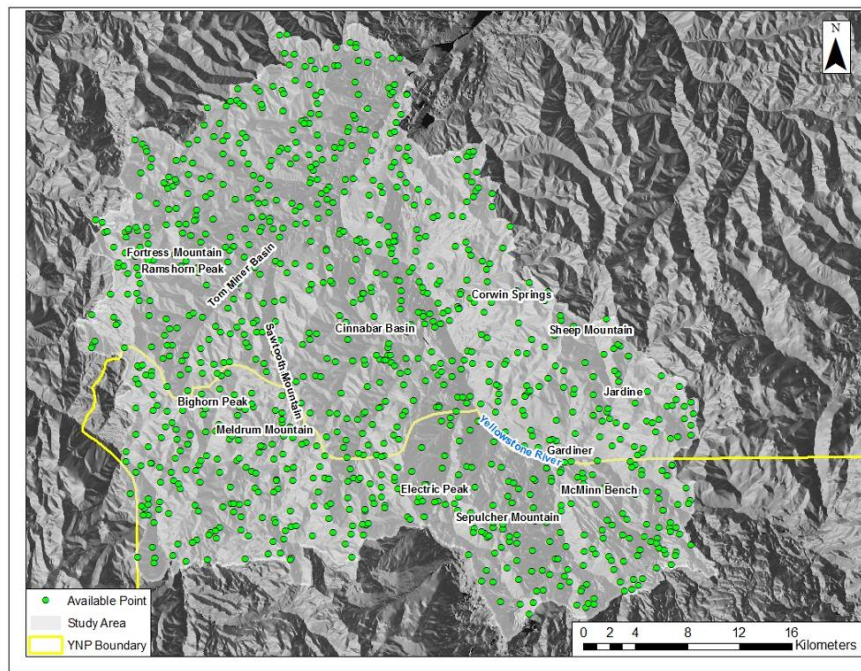 N
Fortress Mountain
Ramshorn Peak
Tom Miner Basin
Corwin Springs
Cinnabar Basin
Sheep Mountain
Sawtooth Mountain
Jardine
Bighorn Peak
Meldrum Mountain
Yellowstone River
Gardiner
Electric Peak
McMinn Bench
Sepulcher Mountain
Available Point
Study Area
YNP Boundary
0 2 4 8 12 16
Kilometers